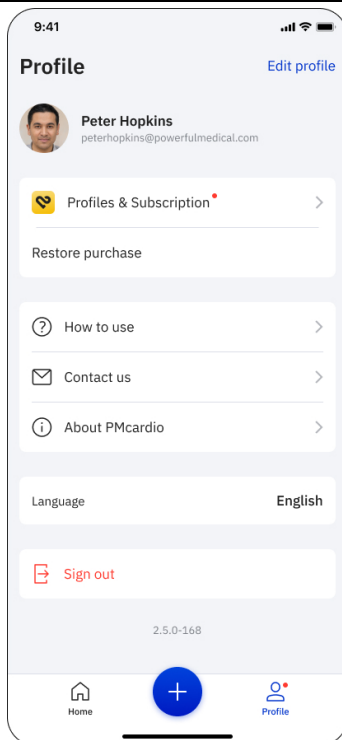 9:41
Profile
Edit profile
Peter Hopkins
peterhopkins@powerfulmedical.com
Profiles & Subscription
Restore purchase
How to use
Contact us
About PMcardio
Language
English
Sign out
2.5.0-168
Home
Profile